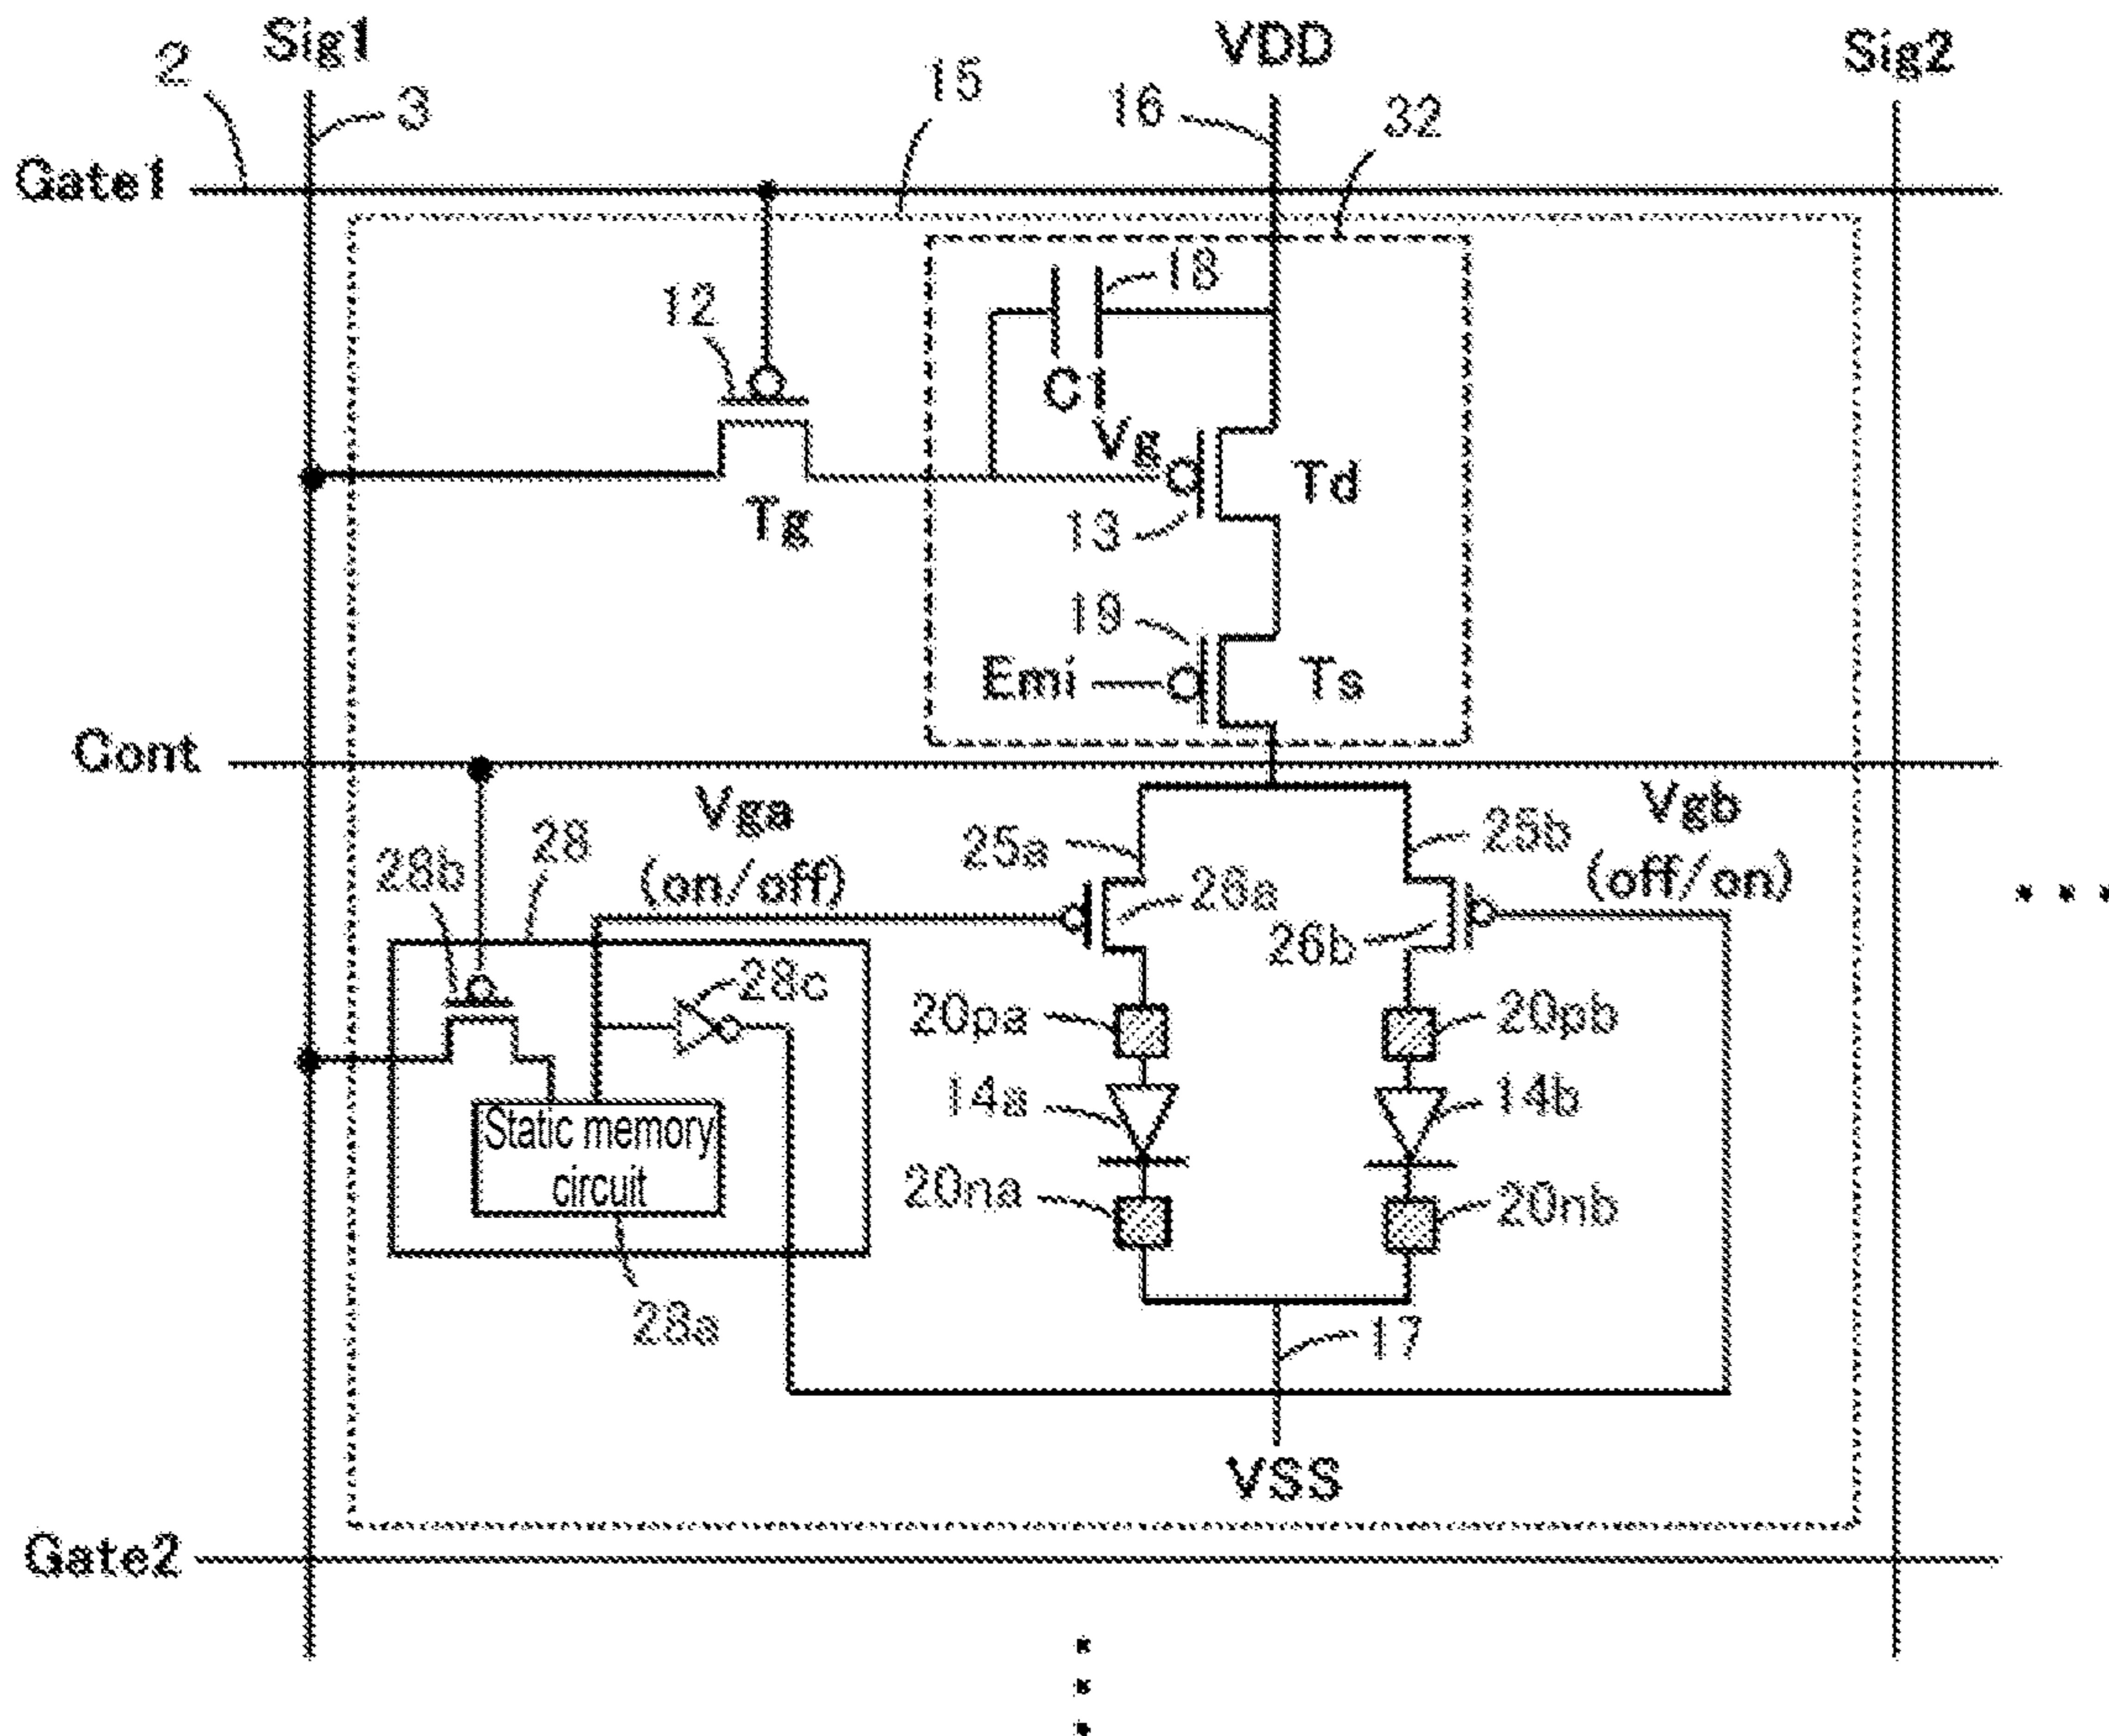 Sig1
VDD
Sig2
2
3
15
16
32
Gate1
18
12
C1
Vg
Td
Tg
13
19
Emi
Ts
Cont
Vga
(on/off)
Vgb
(off/on)
25a
25b
28b
28
26a
26b
28c
20pa
20pb
14a
14b
Static memory
circuit
20na
20nb
28a
17
VSS
Gate2